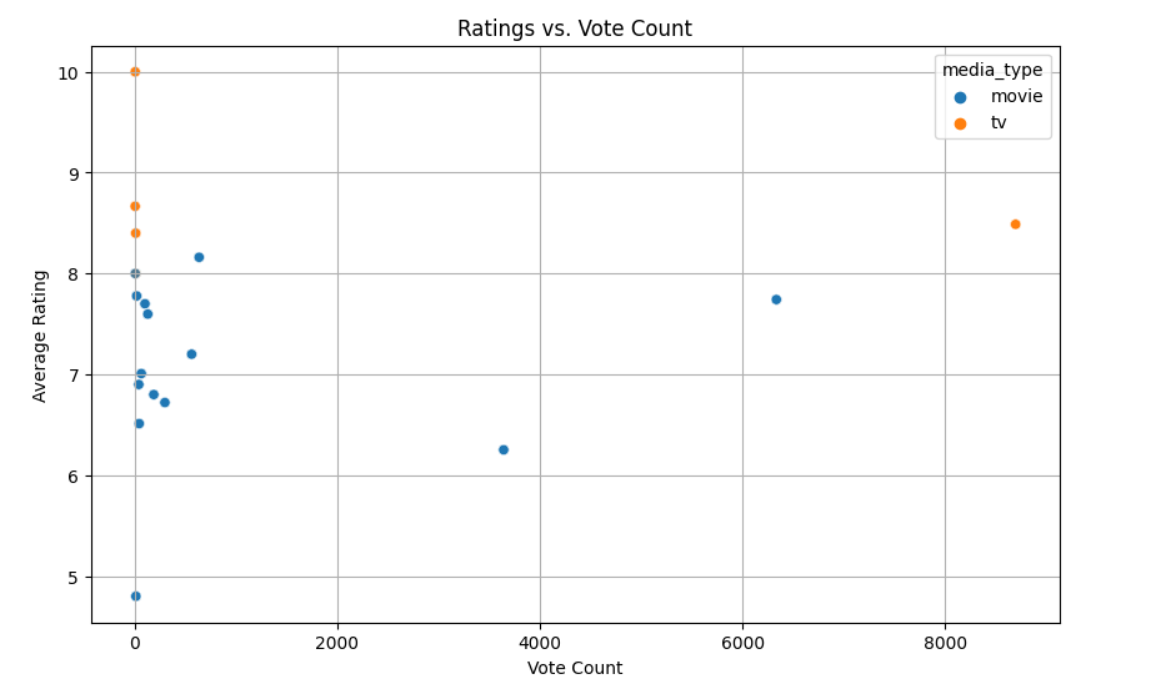 Ratings vs. Vote Count
media_type
movie
tv
10
9
8
7
6
5
Average Rating
0 2000 4000 6000 8000
Vote Count